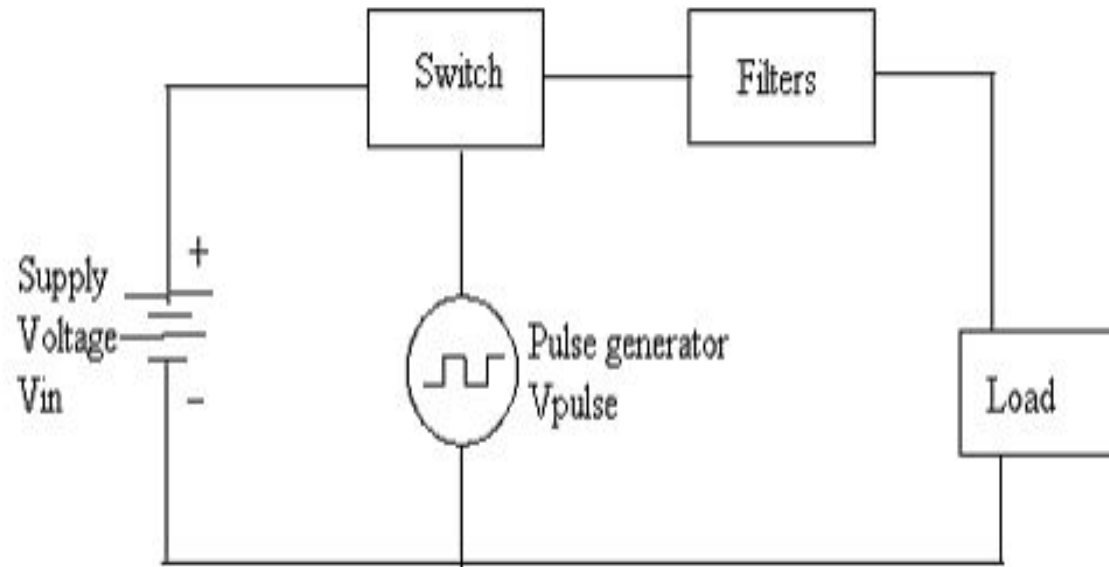 Switch
Filters
+
Supply
Voltage
Vin
-
Pulse generator
Vpulse
Load